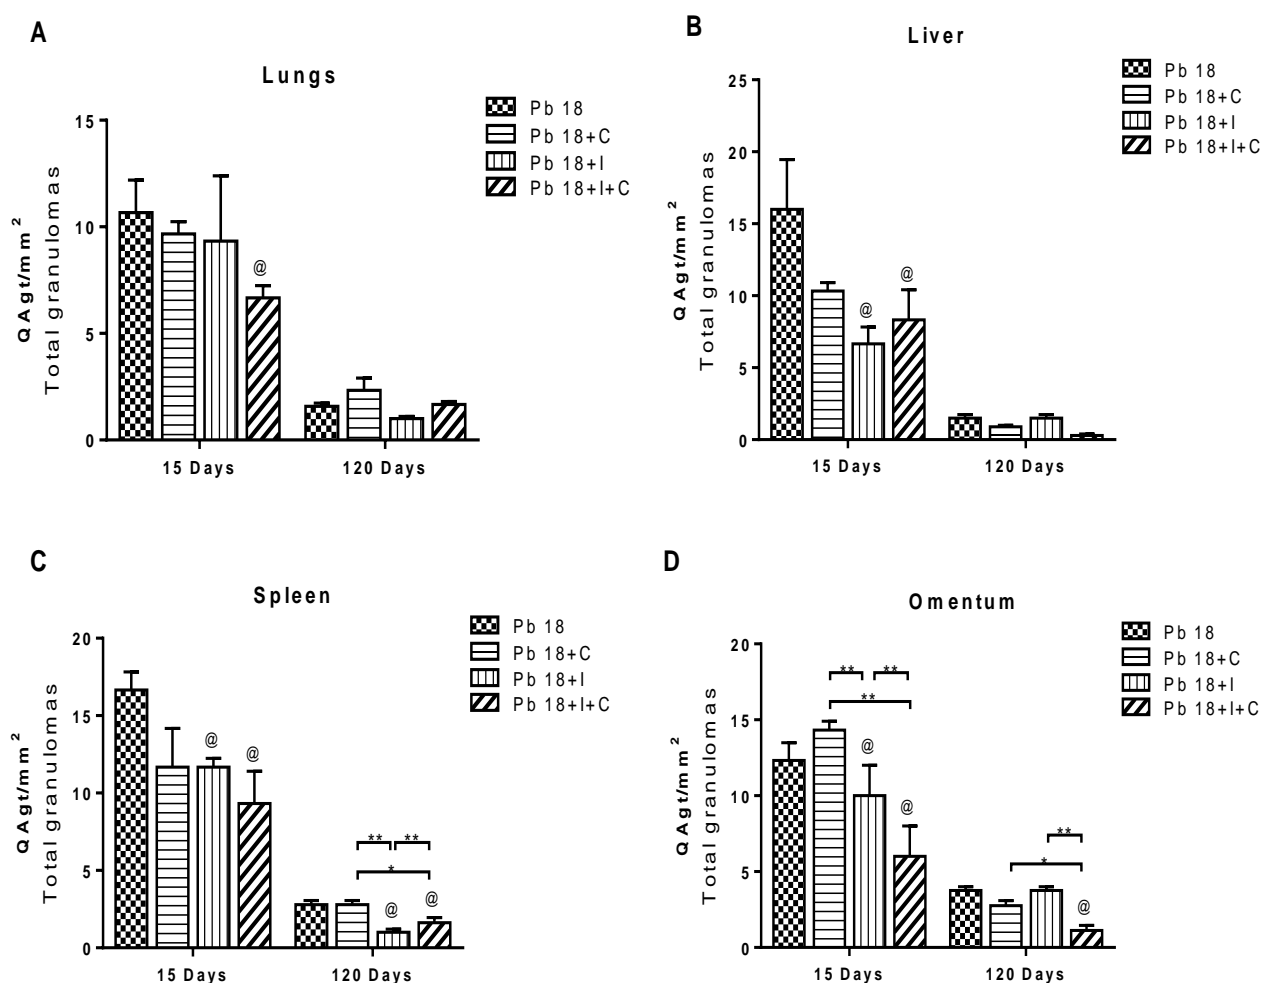 A
Lungs
Pb 18
Pb 18+C
Pb 18+I
Pb 18+I+C
QAgt/mm²
Total granulomas
15
10
5
0
@
15 Days
120 Days
B
Liver
Pb 18
Pb 18+C
Pb 18+I
Pb 18+I+C
QAgt/mm²
Total granulomas
25
20
15
10
5
0
@
@
15 Days
120 Days
C
Spleen
Pb 18
Pb 18+C
Pb 18+I
Pb 18+I+C
QAgt/mm²
Total granulomas
20
15
10
5
0
@
@
** **
*
@
@
15 Days
120 Days
D
Omentum
Pb 18
Pb 18+C
Pb 18+I
Pb 18+I+C
QAgt/mm²
Total granulomas
20
15
10
5
0
** **
**
@
@
**
*
@
15 Days
120 Days